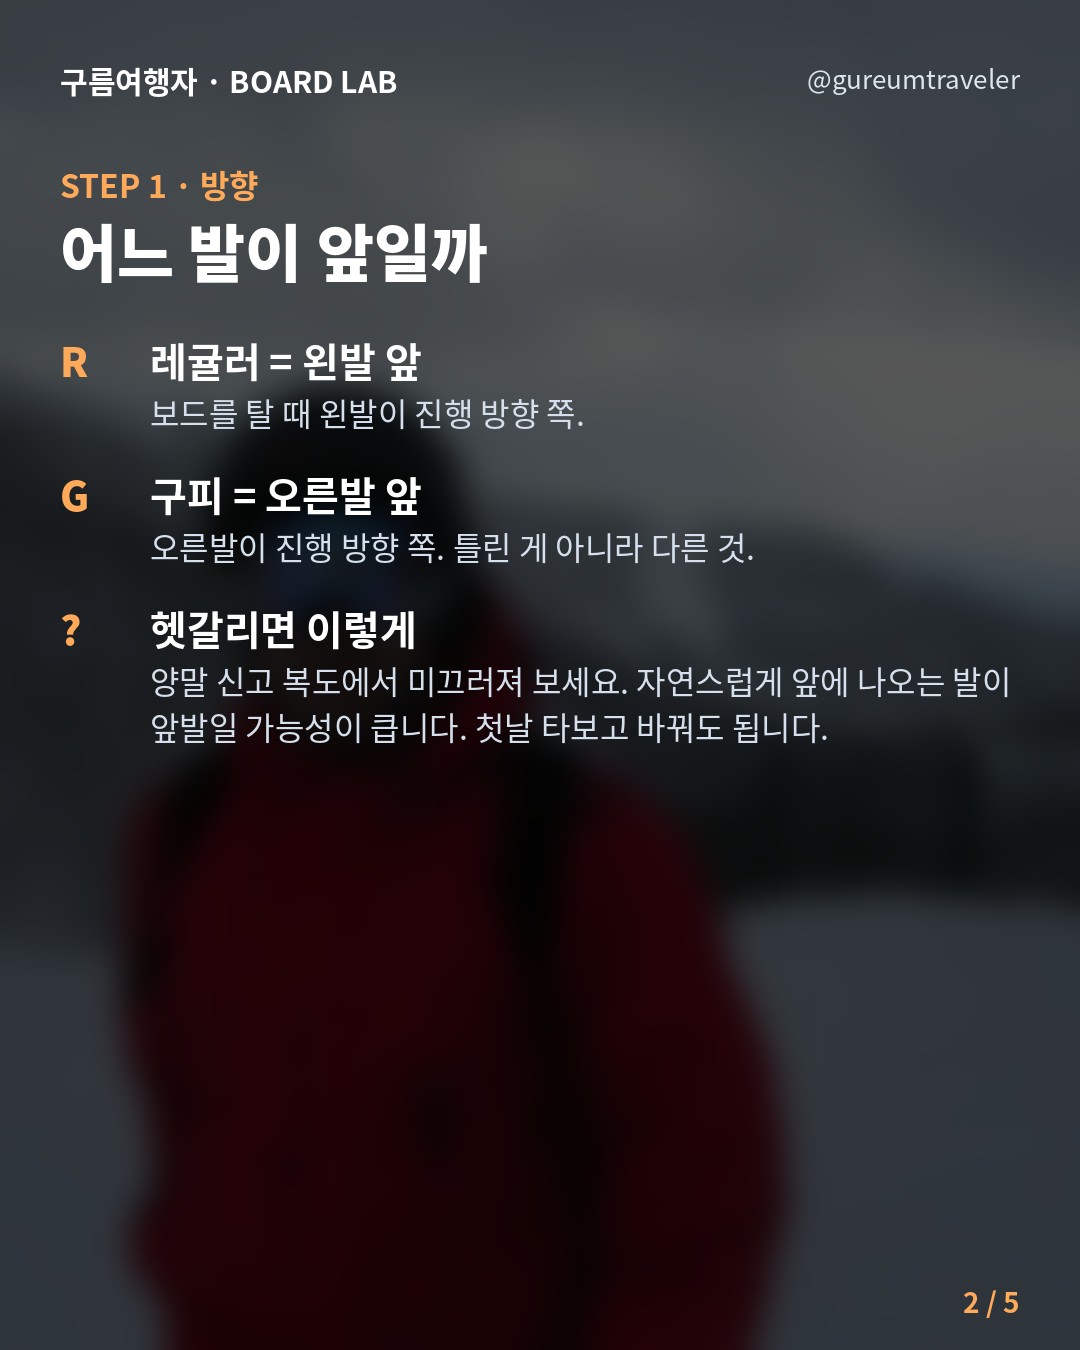 구름여행자 · BOARD LAB
@gureumtraveler
STEP 1 · 방향
어느 발이 앞일까
R
레귤러 = 왼발 앞
보드를 탈 때 왼발이 진행 방향 쪽.
G
구피 = 오른발 앞
오른발이 진행 방향 쪽. 틀린 게 아니라 다른 것.
?
헷갈리면 이렇게
양말 신고 복도에서 미끄러져 보세요. 자연스럽게 앞에 나오는 발이
앞발일 가능성이 큽니다. 첫날 타보고 바꿔도 됩니다.
2 / 5